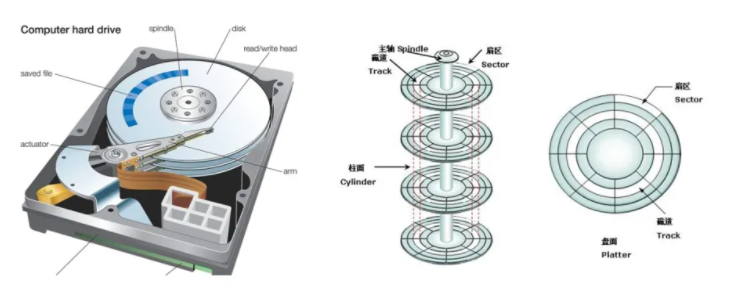 Computer hard drive
spindle
disk
read/write head
saved file
actuator
arm
主轴 Spindle
扇区
Sector
磁道
Track
柱面
Cylinder
扇区
Sector
磁道
Track
盘面
Platter